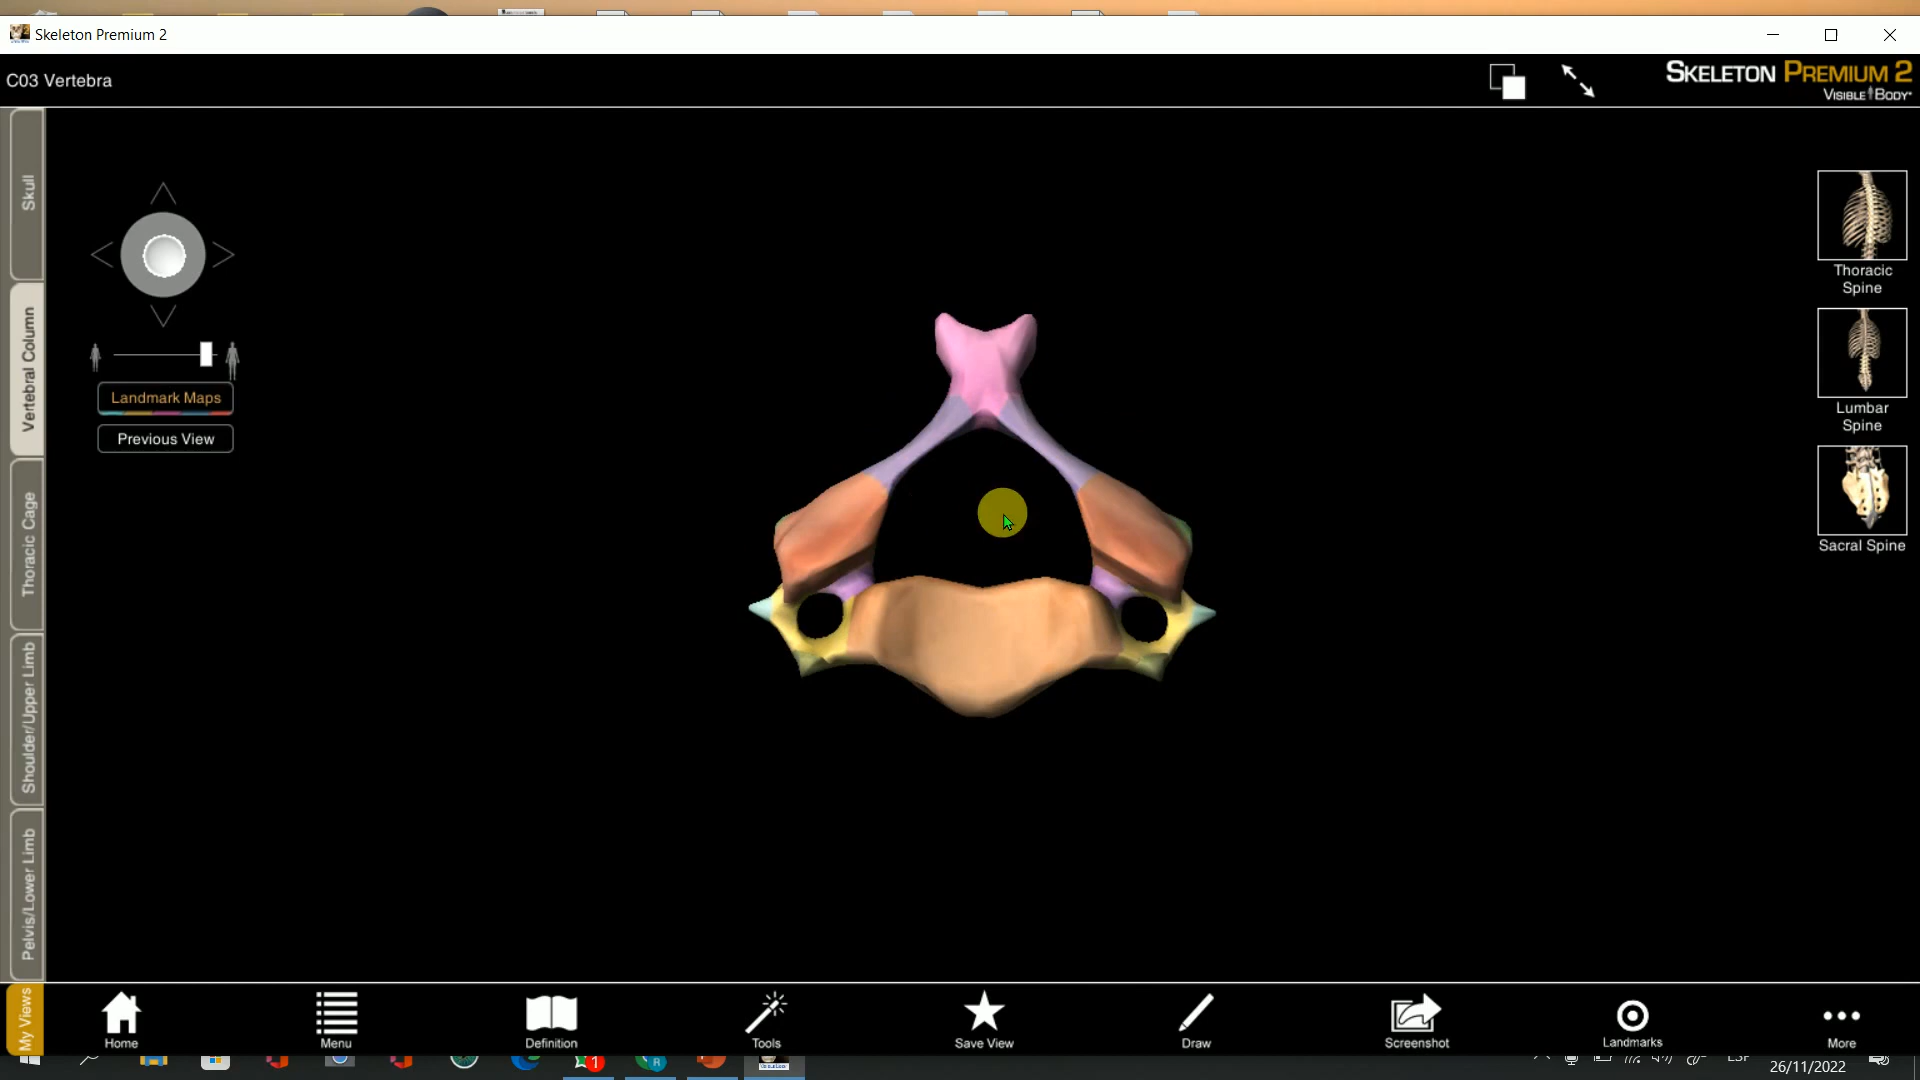 Skeleton Premium 2
C03 Vertebra
SKELETON PREMIUM 2
VISIBLE BODY
Skull
Vertebral Column
Thoracic Cage
Shoulder/Upper Limb
Pelvis/Lower Limb
My Views
Landmark Maps
Previous View
Thoracic
Spine
Lumbar
Spine
Sacral Spine
Home
Menu
Definition
Tools
Save View
Draw
Screenshot
Landmarks
More
1
R
ESP
26/11/2022